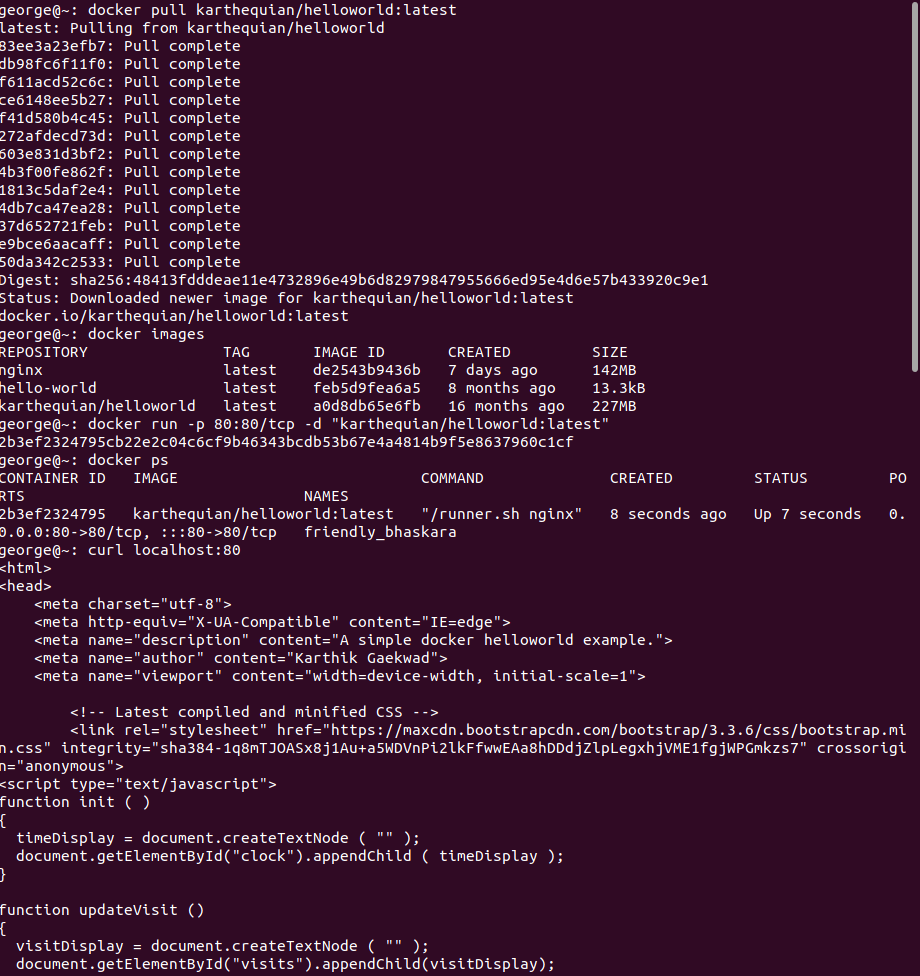 george@~: docker pull karthequian/helloworld:latest
latest: Pulling from karthequian/helloworld
83ee3a23efb7: Pull complete
db98fc6f11f0: Pull complete
f611acd52c6c: Pull complete
ce6148ee5b27: Pull complete
f41d580b4c45: Pull complete
272afdecd73d: Pull complete
603e831d3bf2: Pull complete
4b3f00fe862f: Pull complete
1813c5daf2e4: Pull complete
4db7ca47ea28: Pull complete
37d652721feb: Pull complete
e9bce6aacaff: Pull complete
50da342c2533: Pull complete
Digest: sha256:48413fdddeae11e4732896e49b6d82979847955666ed95e4d6e57b433920c9e1
Status: Downloaded newer image for karthequian/helloworld:latest
docker.io/karthequian/helloworld:latest
george@~: docker images
REPOSITORY               TAG       IMAGE ID       CREATED         SIZE
nginx                    latest    de2543b9436b   7 days ago      142MB
hello-world              latest    feb5d9fea6a5   8 months ago    13.3kB
karthequian/helloworld   latest    a0d8db65e6fb   16 months ago   227MB
george@~: docker run -p 80:80/tcp -d "karthequian/helloworld:latest"
2b3ef2324795cb22e2c04c6cf9b46343bcdb53b67e4a4814b9f5e8637960c1cf
george@~: docker ps
CONTAINER ID   IMAGE                           COMMAND              CREATED         STATUS         PO
RTS                               NAMES
2b3ef2324795   karthequian/helloworld:latest   "/runner.sh nginx"   8 seconds ago   Up 7 seconds   0.
0.0.0:80->80/tcp, :::80->80/tcp   friendly_bhaskara
george@~: curl localhost:80
<html>
<head>
    <meta charset="utf-8">
    <meta http-equiv="X-UA-Compatible" content="IE=edge">
    <meta name="description" content="A simple docker helloworld example.">
    <meta name="author" content="Karthik Gaekwad">
    <meta name="viewport" content="width=device-width, initial-scale=1">
        <!-- Latest compiled and minified CSS -->
        <link rel="stylesheet" href="https://maxcdn.bootstrapcdn.com/bootstrap/3.3.6/css/bootstrap.mi
n.css" integrity="sha384-1q8mTJOASx8j1Au+a5WDVnPi2lkFfwwEAa8hDDdjZlpLegxhjVME1fgjWPGmkzs7" crossorigi
n="anonymous">
<script type="text/javascript">
function init ( )
{
  timeDisplay = document.createTextNode ( "" );
  document.getElementById("clock").appendChild ( timeDisplay );
}
function updateVisit ()
{
  visitDisplay = document.createTextNode ( "" );
  document.getElementById("visits").appendChild(visitDisplay);